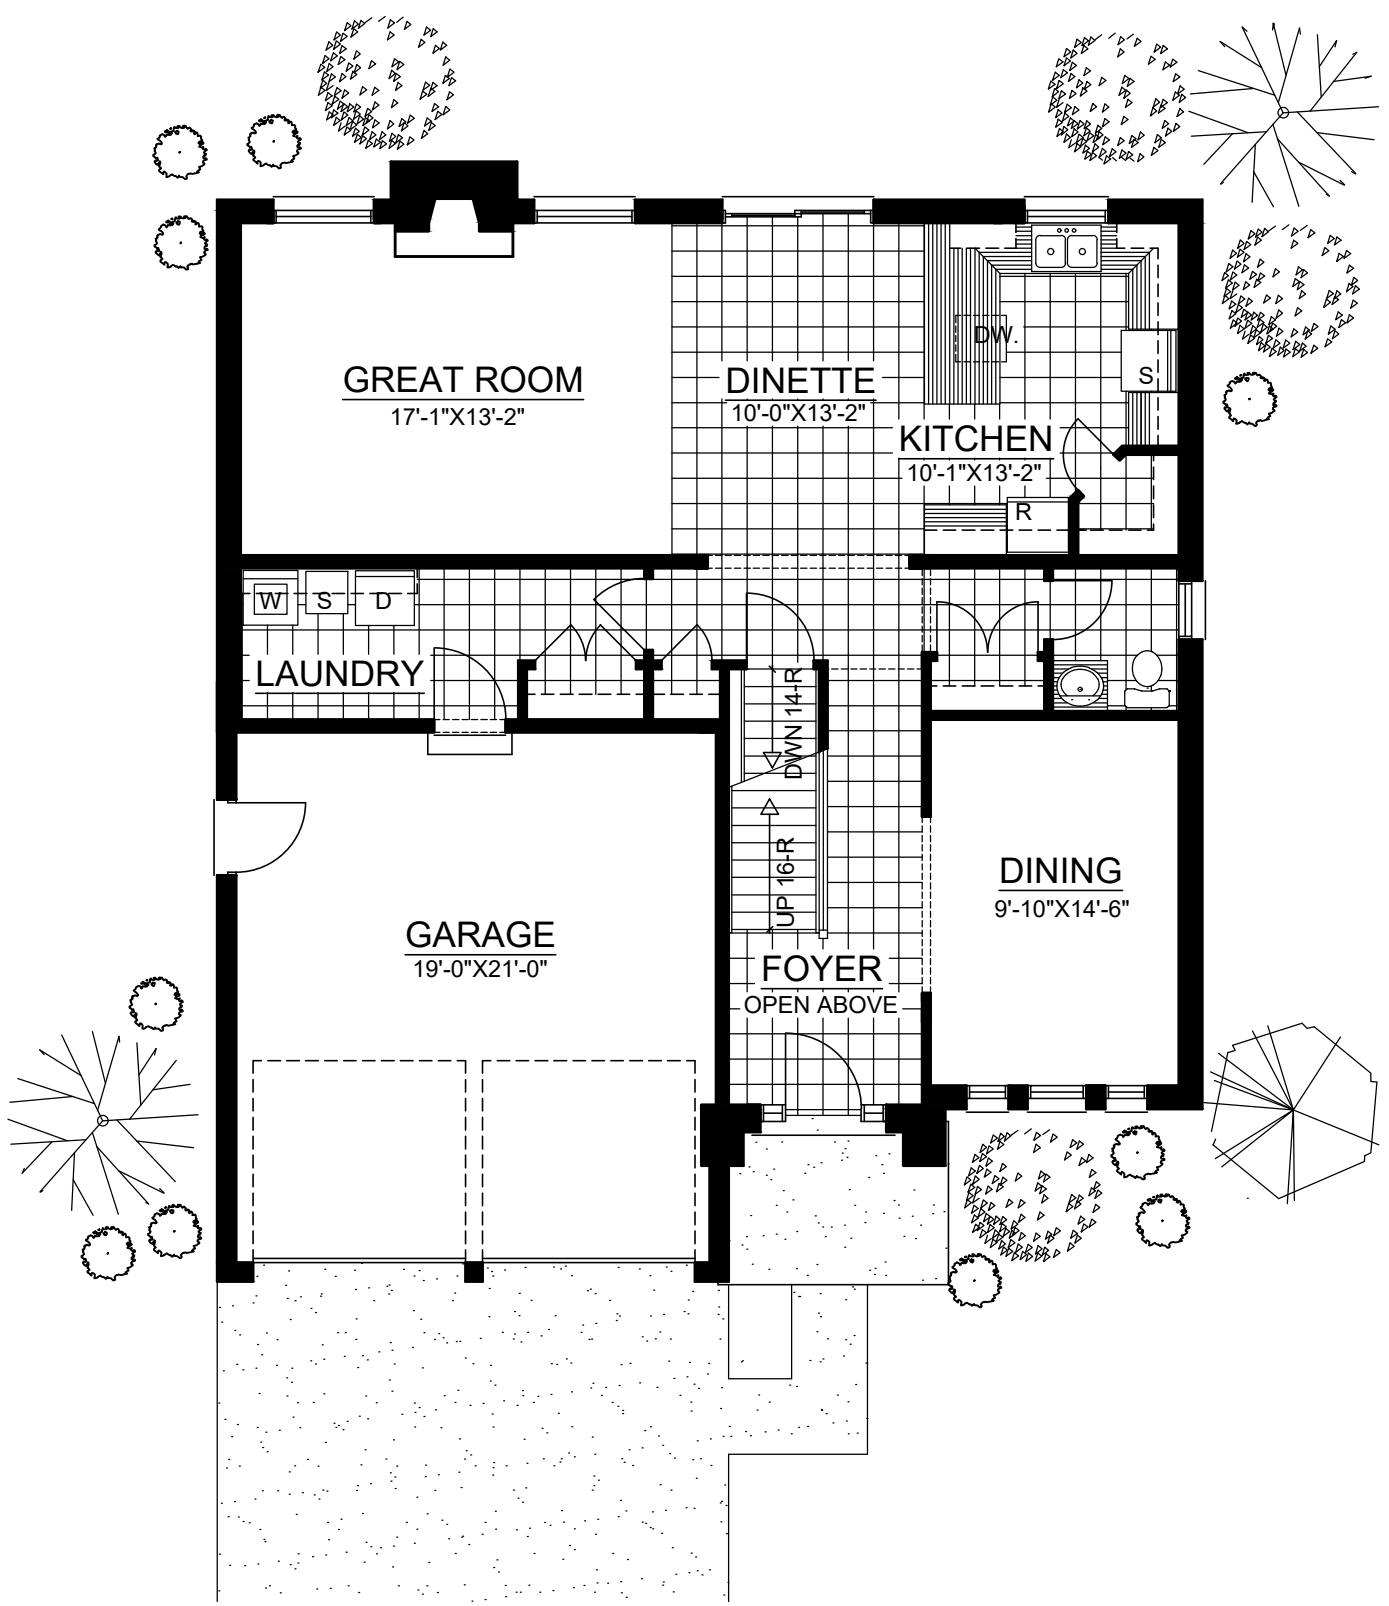 GREAT ROOM
17'-1"X13'-2"
DINETTE
10'-0"X13'-2"
DW.
S
KITCHEN
10'-1"X13'-2"
R
W
S
D
LAUNDRY
DWN 14-R
UP 16-R
DINING
9'-10"X14'-6"
GARAGE
19'-0"X21'-0"
FOYER
OPEN ABOVE